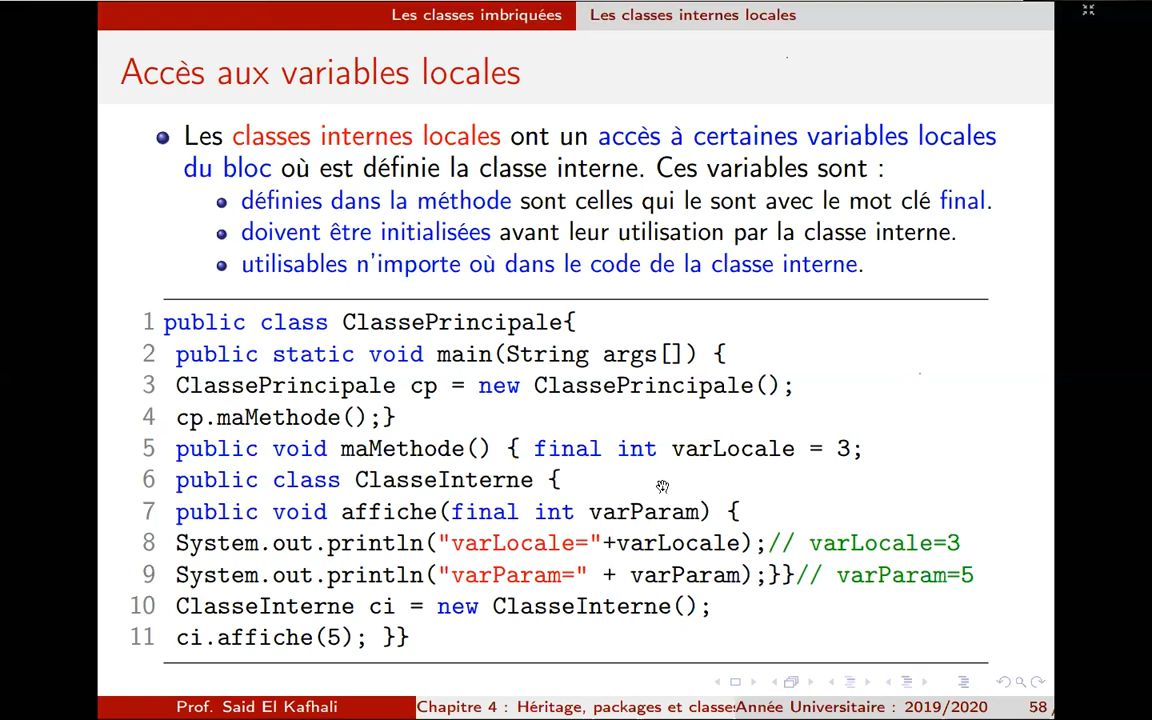 Les classes imbriquées Les classes internes locales
Accès aux variables locales
Les classes internes locales ont un accès à certaines variables locales
du bloc où est définie la classe interne. Ces variables sont :
définies dans la méthode sont celles qui le sont avec le mot clé final.
doivent être initialisées avant leur utilisation par la classe interne.
utilisables n'importe où dans le code de la classe interne.
1 public class ClassePrincipale{
2 public static void main(String args[]) {
3 ClassePrincipale cp = new ClassePrincipale();
4 cp.maMethode();}
5 public void maMethode() { final int varLocale = 3;
6 public class ClasseInterne {
7 public void affiche(final int varParam) {
8 System.out.println("varLocale="+varLocale);// varLocale=3
9 System.out.println("varParam=" + varParam);}}// varParam=5
10 ClasseInterne ci = new ClasseInterne();
11 ci.affiche(5); }}
Prof. Said El Kafhali Chapitre 4 : Héritage, packages et classes Année Universitaire : 2019/2020 58 /